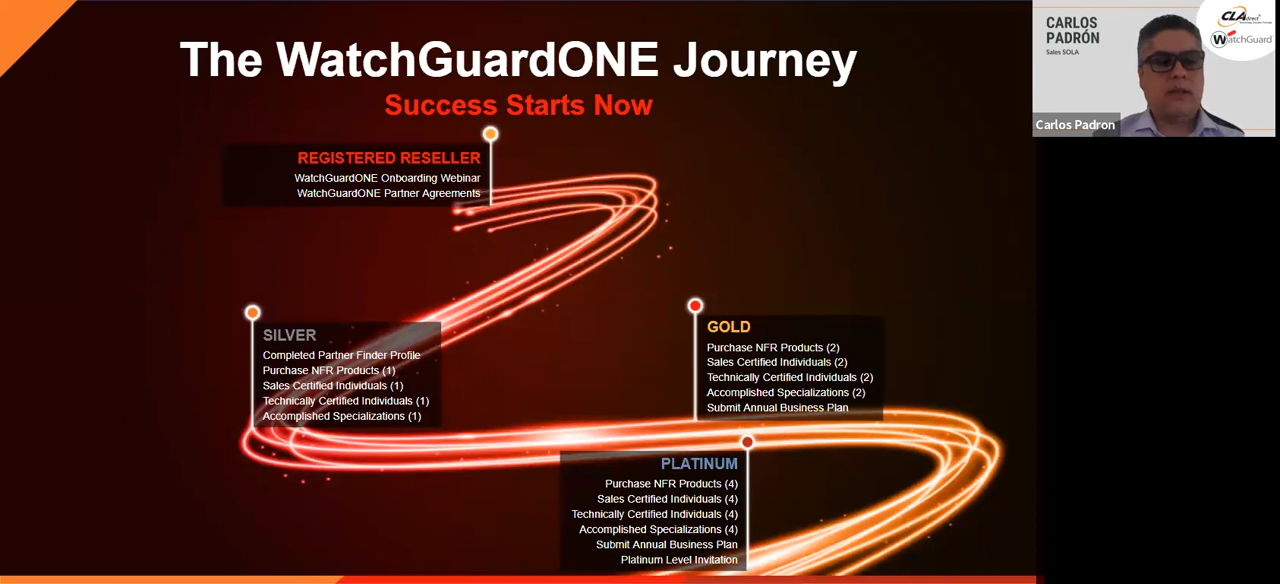 The WatchGuardONE Journey
Success Starts Now
REGISTERED RESELLER
WatchGuardONE Onboarding Webinar
WatchGuardONE Partner Agreements
SILVER
Completed Partner Finder Profile
Purchase NFR Products (1)
Sales Certified Individuals (1)
Technically Certified Individuals (1)
Accomplished Specializations (1)
GOLD
Purchase NFR Products (2)
Sales Certified Individuals (2)
Technically Certified Individuals (2)
Accomplished Specializations (2)
Submit Annual Business Plan
PLATINUM
Purchase NFR Products (4)
Sales Certified Individuals (4)
Technically Certified Individuals (4)
Accomplished Specializations (4)
Submit Annual Business Plan
Platinum Level Invitation
CARLOS
PADRÓN
Sales SOLA
CLA direct
WatchGuard
Carlos Padron